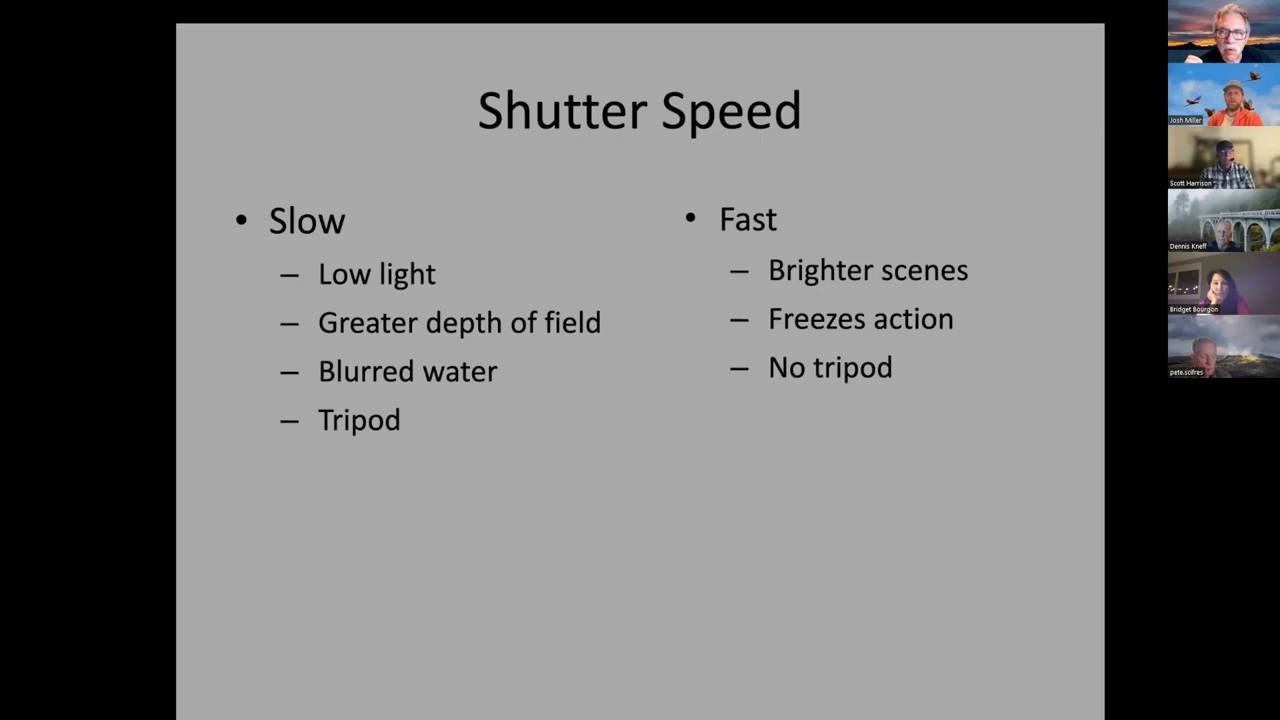 Shutter Speed
• Slow
– Low light
– Greater depth of field
– Blurred water
– Tripod
• Fast
– Brighter scenes
– Freezes action
– No tripod
Josh Miller
Scott Harrison
Dennis Kneff
Bridget Bourgon
pete.scifres